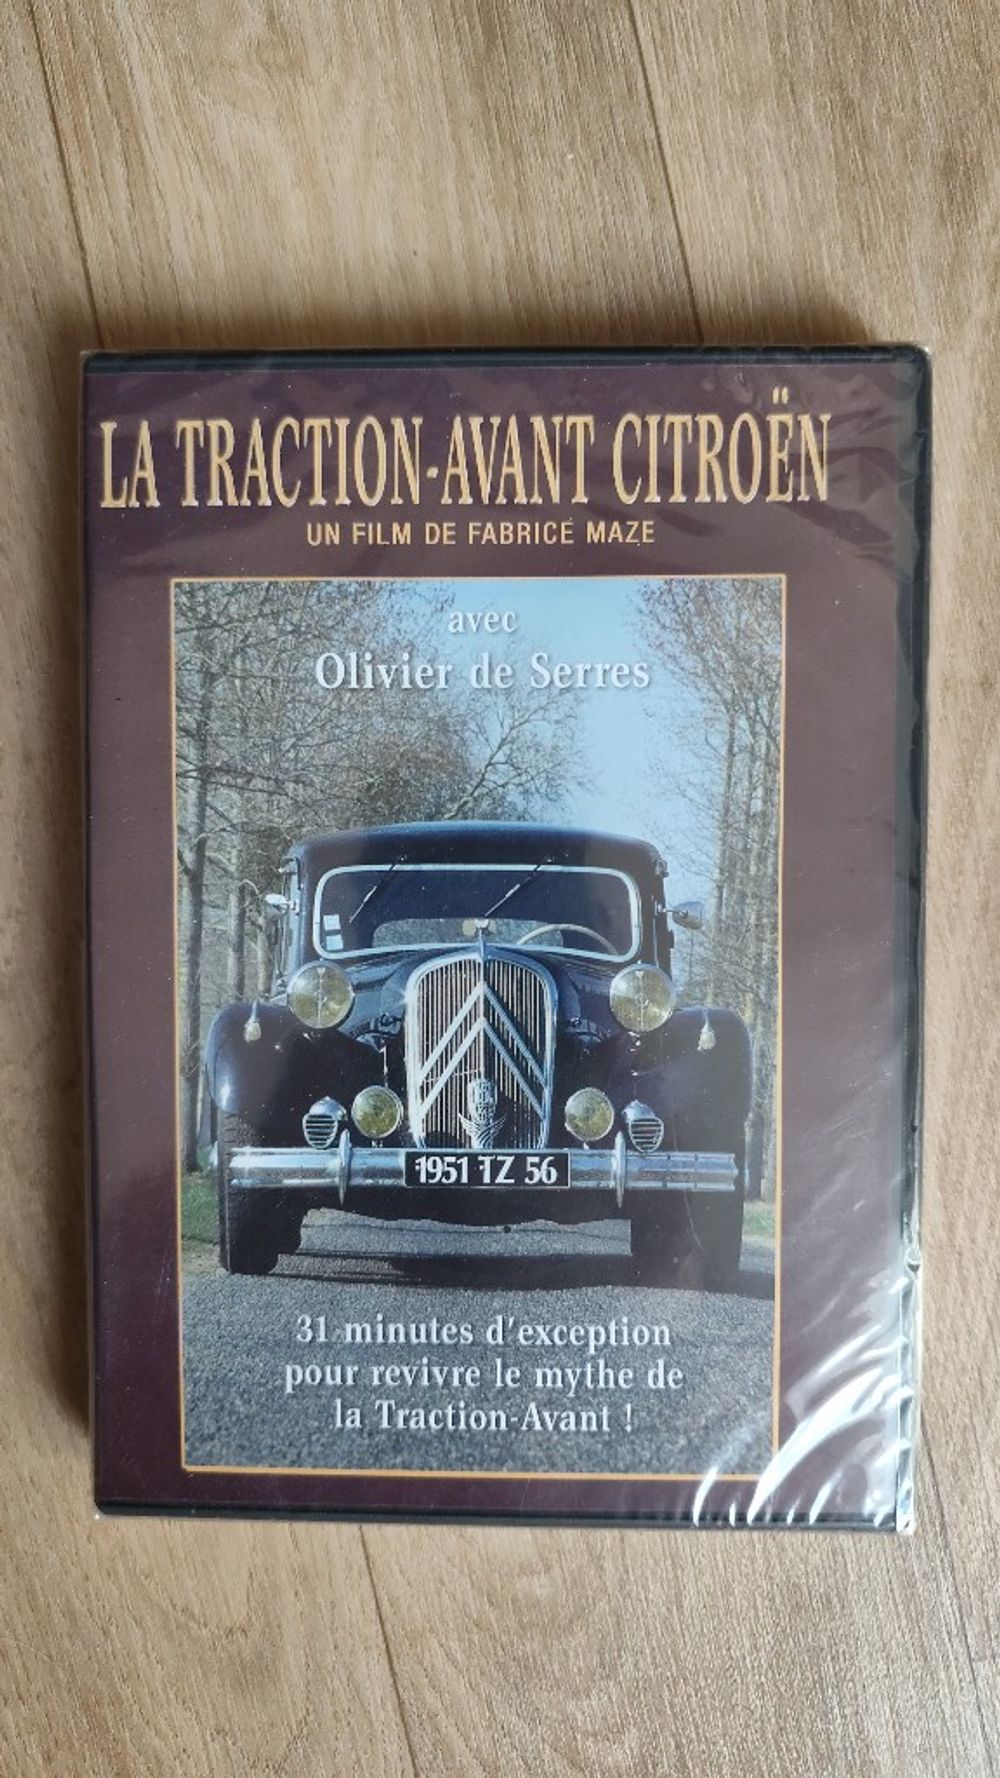 LA TRACTION-AVANT CITROËN
UN FILM DE FABRICE MAZE
avec
Olivier de Serres
1951 TZ 56
31 minutes d'exception
pour revivre le mythe de
la Traction-Avant !